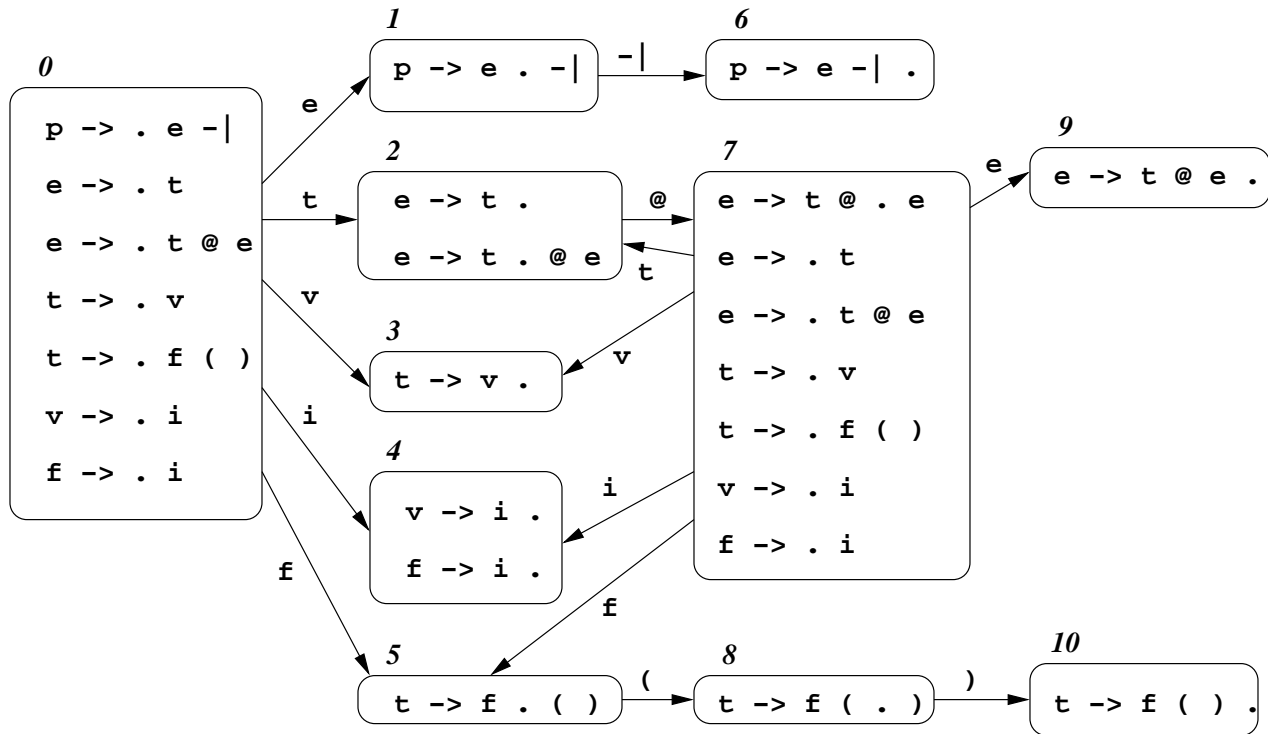 0
p -> . e -|
e -> . t
e -> . t @ e
t -> . v
t -> . f ( )
v -> . i
f -> . i
e
t
v
i
f
1
p -> e . -|
-|
6
p -> e -| .
2
e -> t .
e -> t . @ e
@
t
3
t -> v .
v
4
v -> i .
f -> i .
i
f
5
t -> f . ( )
(
7
e -> t @ . e
e -> . t
e -> . t @ e
t -> . v
t -> . f ( )
v -> . i
f -> . i
e
9
e -> t @ e .
8
t -> f ( . )
)
10
t -> f ( ) .